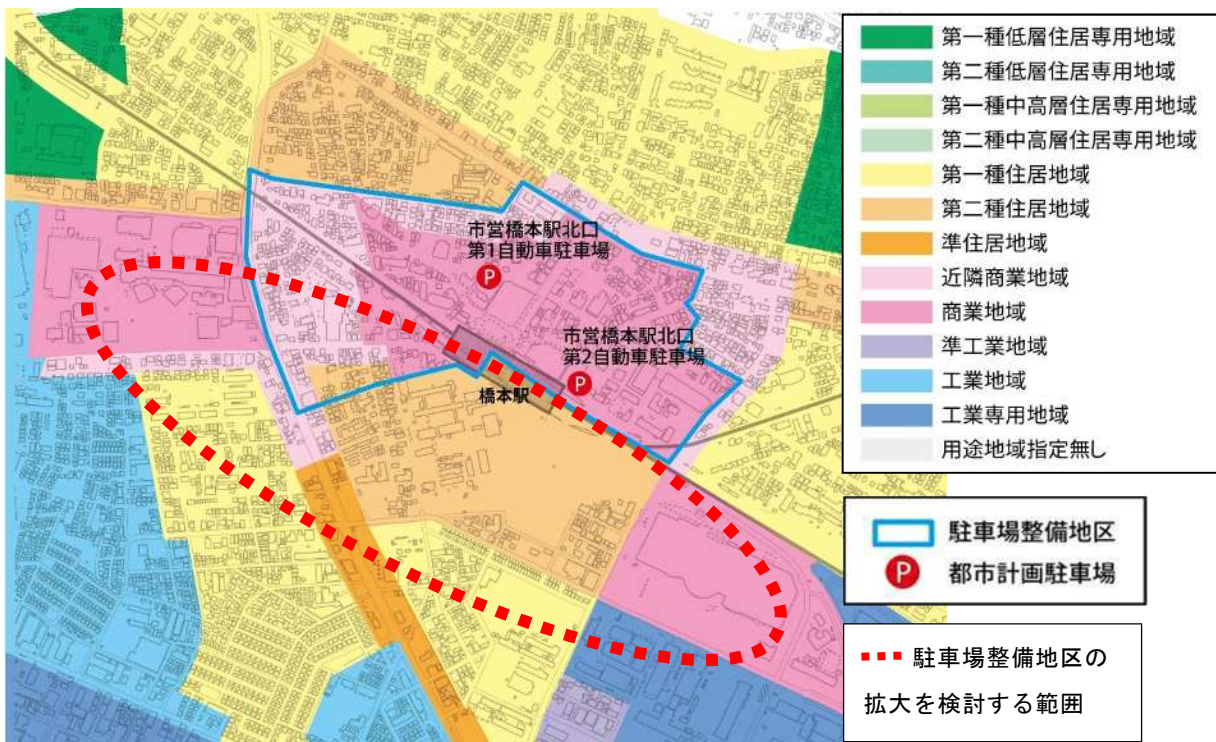 市営橋本駅北口
第1自動車駐車場
P
市営橋本駅北口
第2自動車駐車場
P
橋本駅
第一種低層住居専用地域
第二種低層住居専用地域
第一種中高層住居専用地域
第二種中高層住居専用地域
第一種住居地域
第二種住居地域
準住居地域
近隣商業地域
商業地域
準工業地域
工業地域
工業専用地域
用途地域指定無し
駐車場整備地区
P 都市計画駐車場
駐車場整備地区の
拡大を検討する範囲